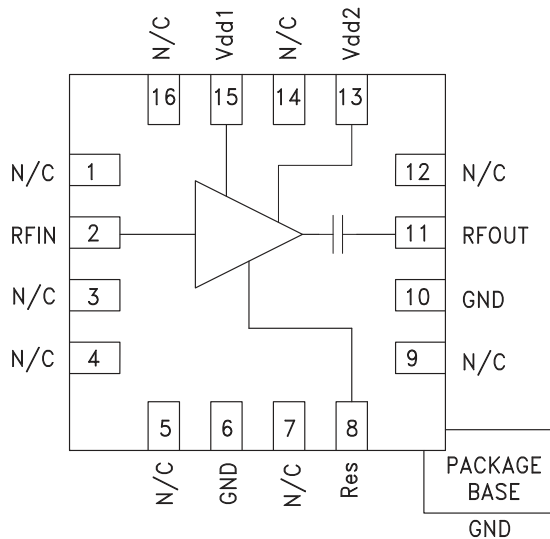 N/C
Vdd1
N/C
Vdd2
16
15
14
13
N/C
1
12
N/C
RFIN
2
11
RFOUT
N/C
3
10
GND
N/C
4
9
N/C
5
6
7
8
N/C
GND
N/C
Res
PACKAGE
BASE
GND